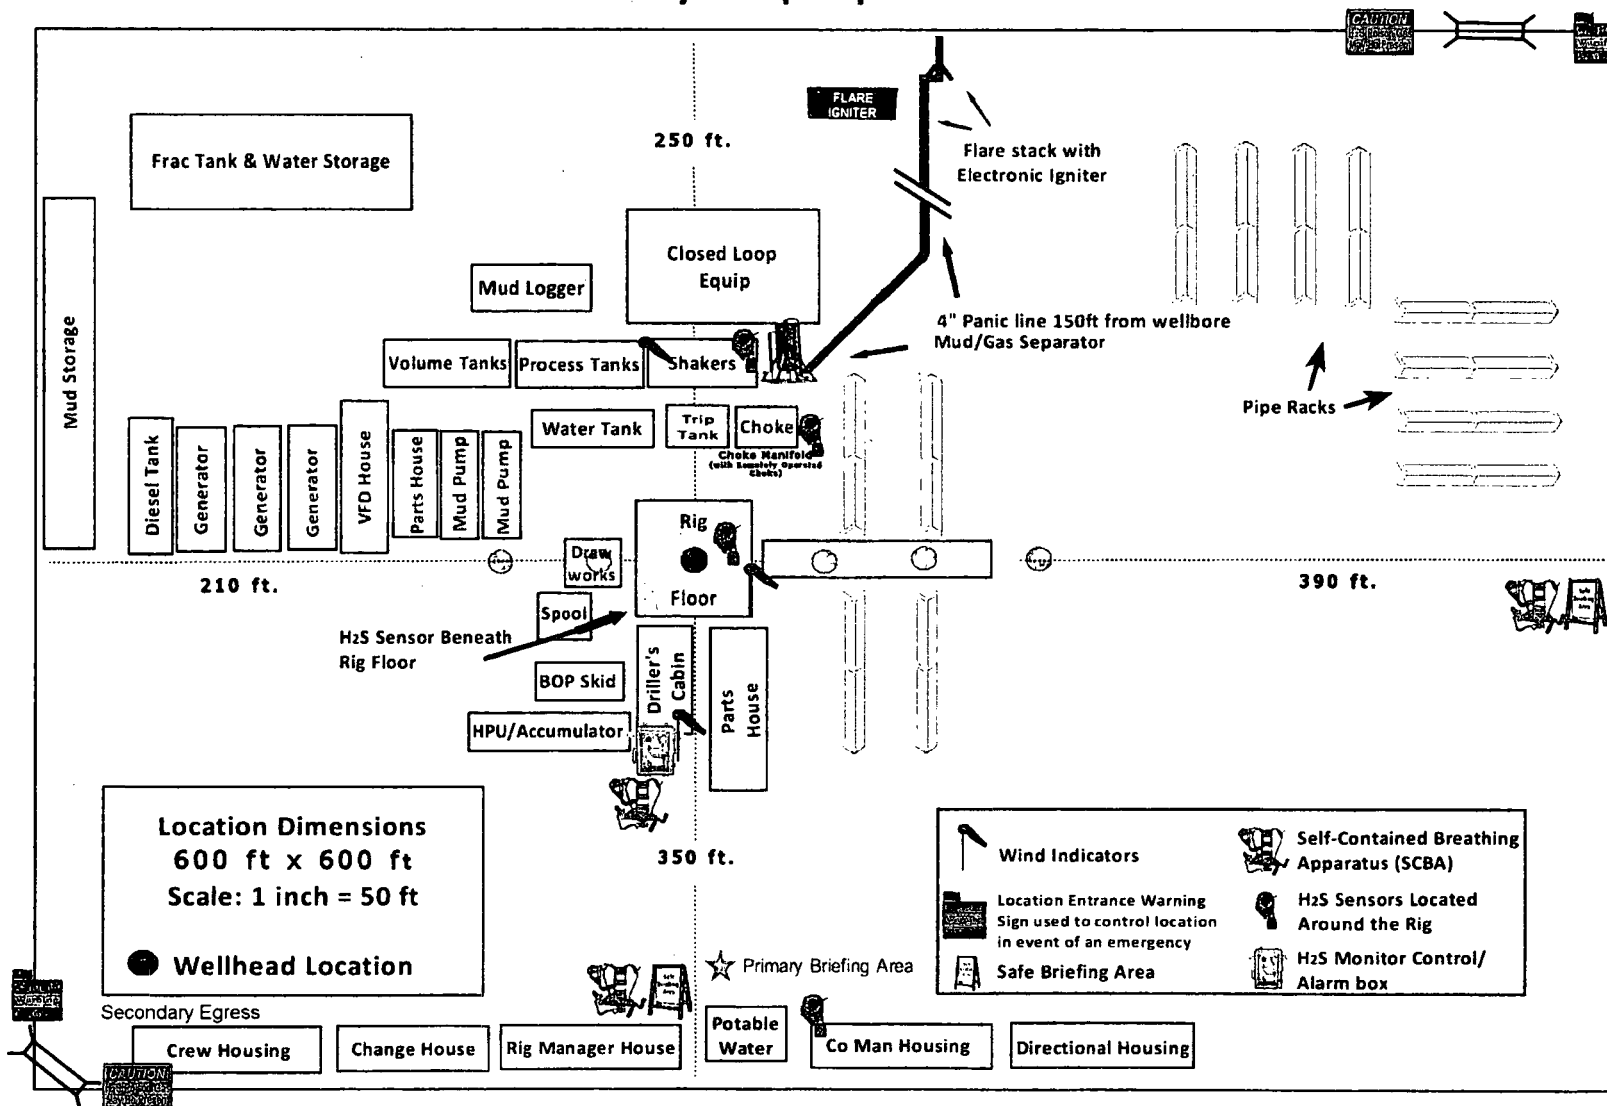 CAUTION
FLARE
IGNITER
250 ft.
Flare stack with
Electronic Igniter
Frac Tank & Water Storage
Closed Loop
Equip
Mud Logger
4" Panic line 150ft from wellbore
Mud/Gas Separator
Mud Storage
Volume Tanks
Process Tanks
Shakers
Pipe Racks
Water Tank
Trip
Tank
Choke
Choke Manifold
(with Remotely Operated
Choke)
Diesel Tank
Generator
Generator
Generator
VFD House
Parts House
Mud Pump
Mud Pump
Rig
Floor
Draw
works
210 ft.
390 ft.
Spool
H2S Sensor Beneath
Rig Floor
BOP Skid
Driller's
Cabin
Parts
House
HPU/Accumulator
350 ft.
Location Dimensions
600 ft x 600 ft
Scale: 1 inch = 50 ft
Wellhead Location
Wind Indicators
Location Entrance Warning
Sign used to control location
in event of an emergency
Safe Briefing Area
Self-Contained Breathing
Apparatus (SCBA)
H2S Sensors Located
Around the Rig
H2S Monitor Control/
Alarm box
Primary Briefing Area
Secondary Egress
Crew Housing
Change House
Rig Manager House
Potable
Water
Co Man Housing
Directional Housing
CAUTION